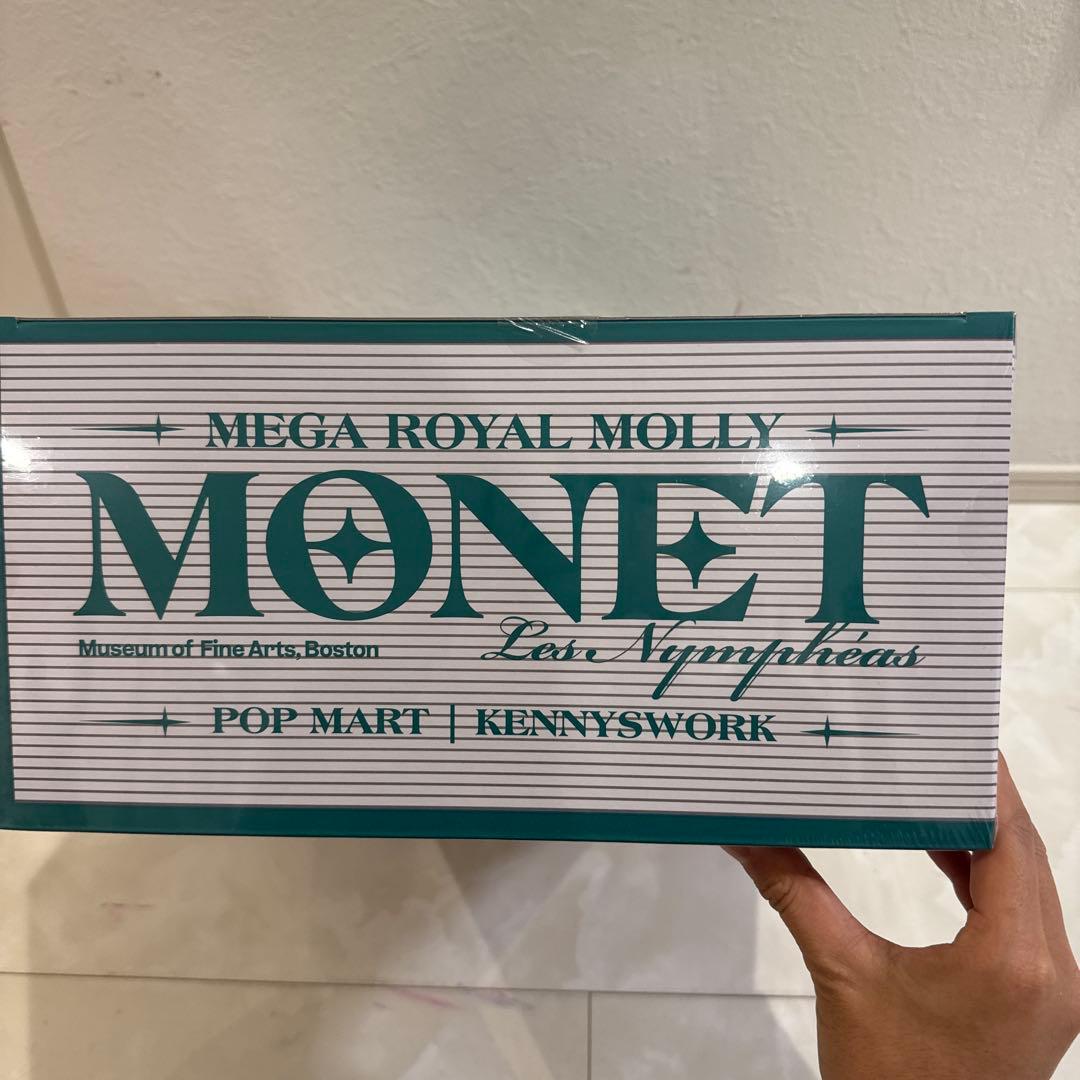 MEGA ROYAL MOLLY
MONET
Museum of Fine Arts, Boston
Les Nymphéas
POP MART | KENNYSWORK